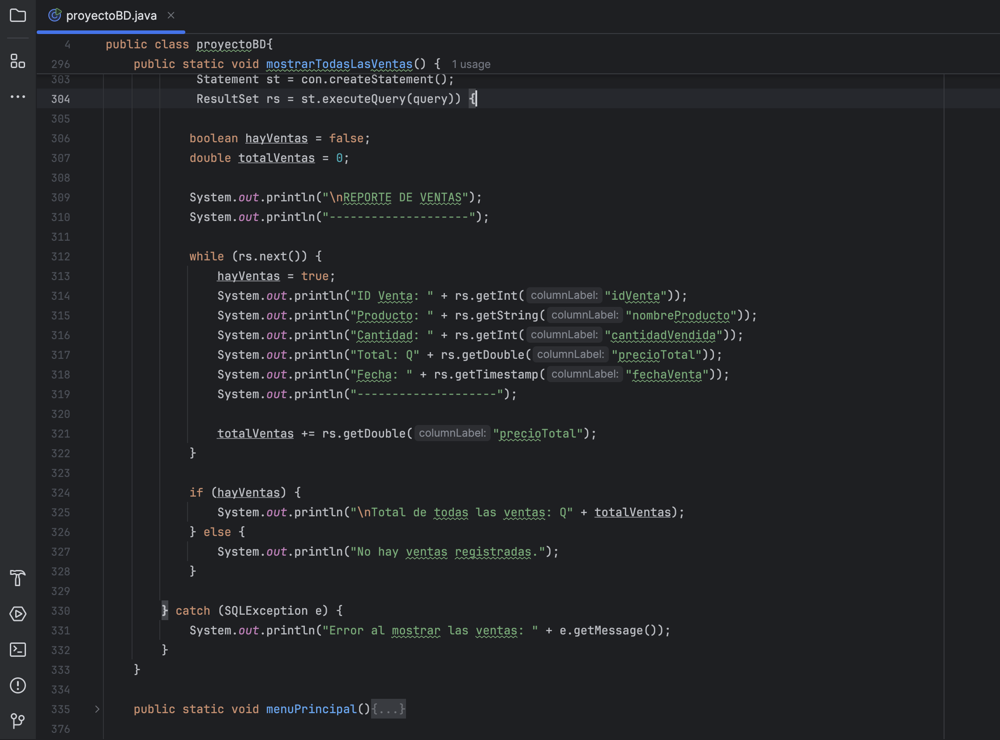 proyectoBD.java
4 public class proyectoBD{
296 public static void mostrarTodasLasVentas() { 1 usage
303 Statement st = con.createStatement();
304 ResultSet rs = st.executeQuery(query)) {
305
306 boolean hayVentas = false;
307 double totalVentas = 0;
308
309 System.out.println("\nREPORTE DE VENTAS");
310 System.out.println("--------------------");
311
312 while (rs.next()) {
313 hayVentas = true;
314 System.out.println("ID Venta: " + rs.getInt( columnLabel: "idVenta"));
315 System.out.println("Producto: " + rs.getString( columnLabel: "nombreProducto"));
316 System.out.println("Cantidad: " + rs.getInt( columnLabel: "cantidadVendida"));
317 System.out.println("Total: Q" + rs.getDouble( columnLabel: "precioTotal"));
318 System.out.println("Fecha: " + rs.getTimestamp( columnLabel: "fechaVenta"));
319 System.out.println("--------------------");
320
321 totalVentas += rs.getDouble( columnLabel: "precioTotal");
322 }
323
324 if (hayVentas) {
325 System.out.println("\nTotal de todas las ventas: Q" + totalVentas);
326 } else {
327 System.out.println("No hay ventas registradas.");
328 }
329
330 } catch (SQLException e) {
331 System.out.println("Error al mostrar las ventas: " + e.getMessage());
332 }
333 }
334
335 public static void menuPrincipal(){...}
376